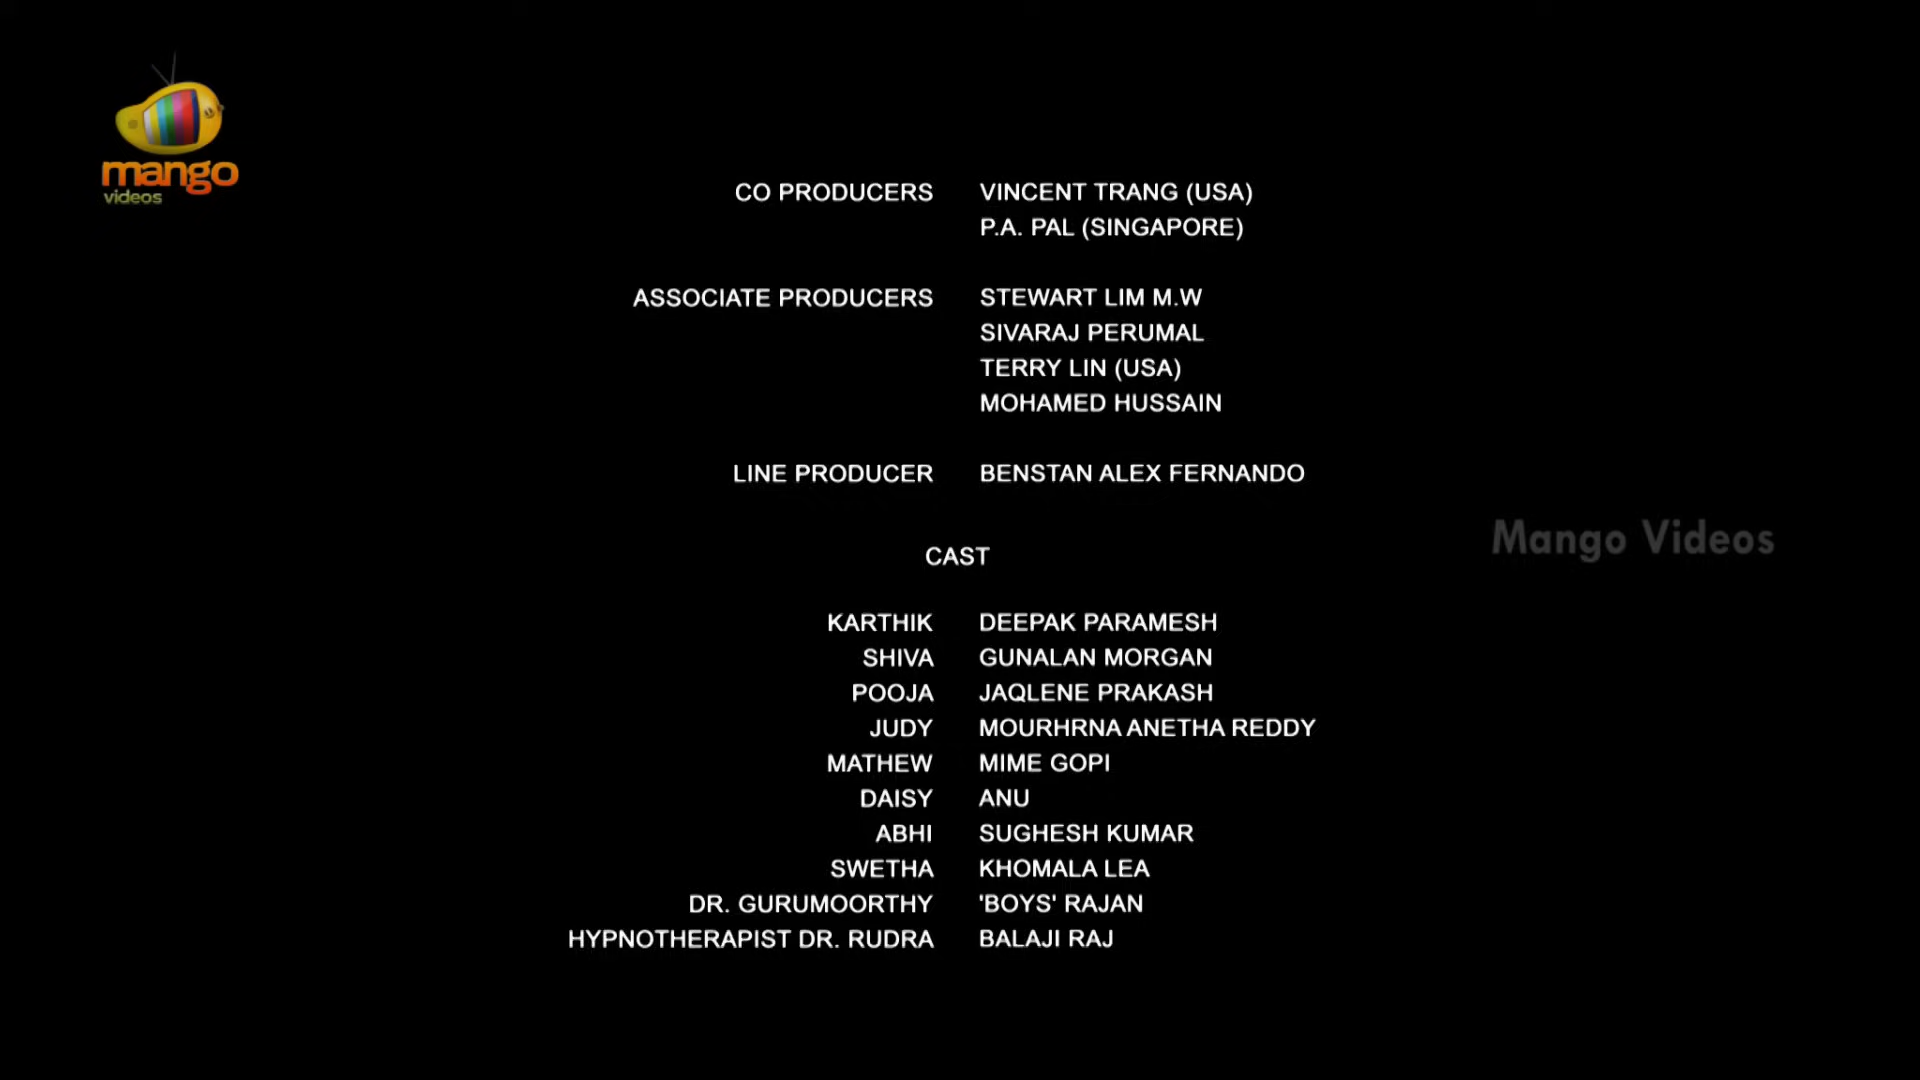 mango
videos
CO PRODUCERS VINCENT TRANG (USA)
P.A. PAL (SINGAPORE)
ASSOCIATE PRODUCERS STEWART LIM M.W
SIVARAJ PERUMAL
TERRY LIN (USA)
MOHAMED HUSSAIN
LINE PRODUCER BENSTAN ALEX FERNANDO
Mango Videos
CAST
KARTHIK DEEPAK PARAMESH
SHIVA GUNALAN MORGAN
POOJA JAQLENE PRAKASH
JUDY MOURHRNA ANETHA REDDY
MATHEW MIME GOPI
DAISY ANU
ABHI SUGHESH KUMAR
SWETHA KHOMALA LEA
DR. GURUMOORTHY 'BOYS' RAJAN
HYPNOTHERAPIST DR. RUDRA BALAJI RAJ